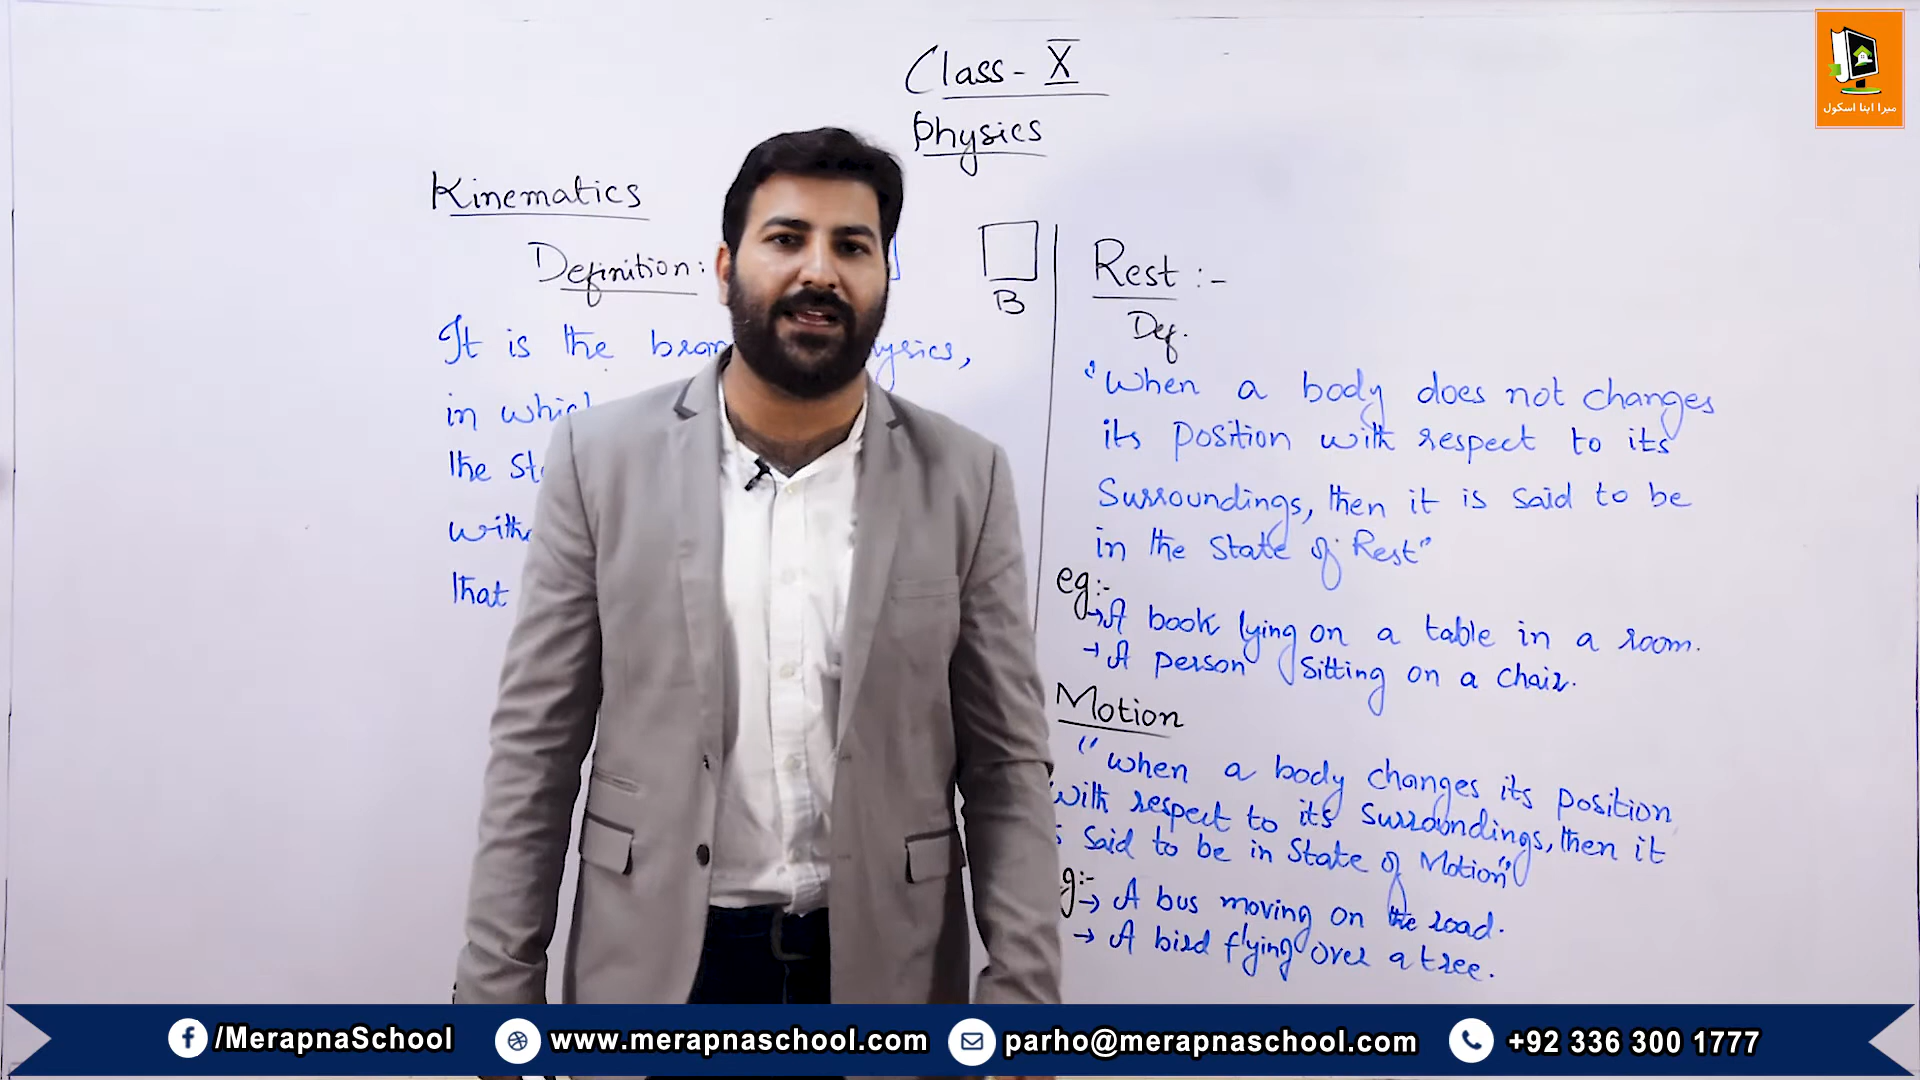 Class - X
Physics
Kinematics
Definition:
It is the
in which
the
that
B
Rest :-
Def.
"When a body does not changes
its position with respect to its
Surroundings, then it is said to be
in the State of Rest"
eg:-
→ A book lying on a table in a room.
→ A person sitting on a chair.
Motion
"when a body changes its position
with respect to its Surroundings, then it
said to be in State of Motion"
→ A bus moving on the road.
→ A bird flying over a tree.
میرا اپنا اسکول
/MerapnaSchool
www.merapnaschool.com
parho@merapnaschool.com
+92 336 300 1777